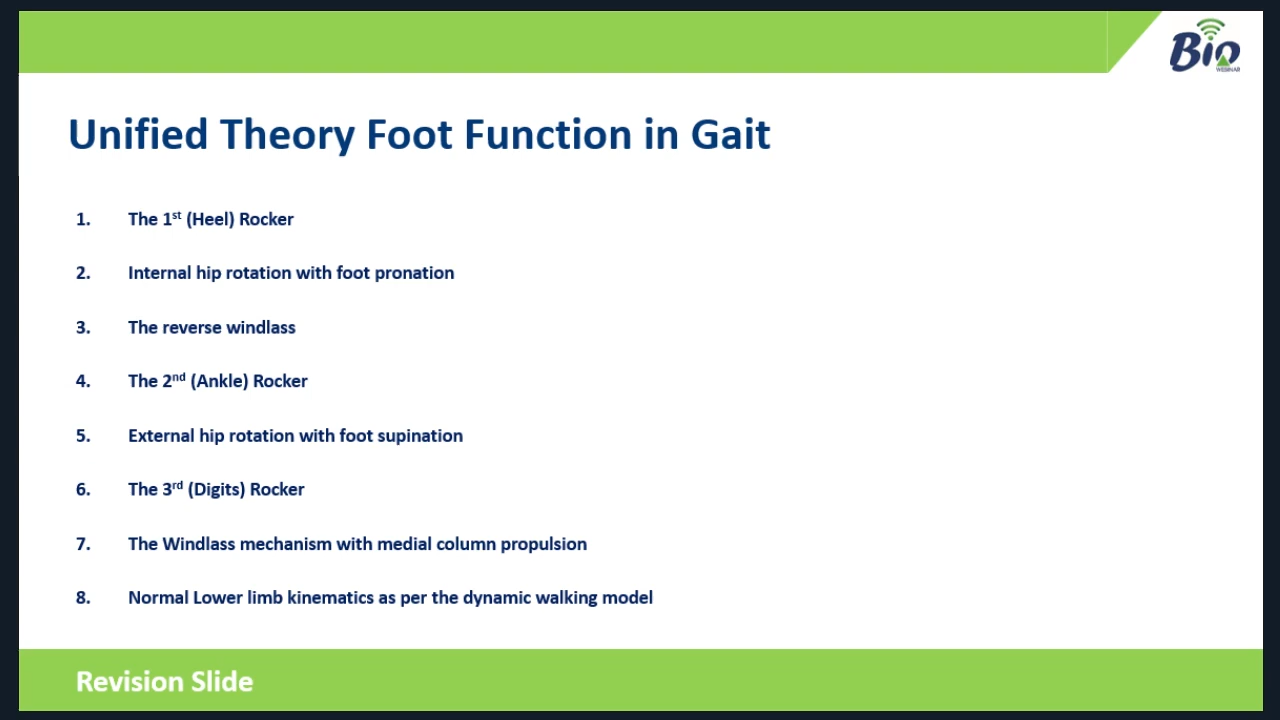 Bio
WEBINAR
Unified Theory Foot Function in Gait
1. The 1st (Heel) Rocker
2. Internal hip rotation with foot pronation
3. The reverse windlass
4. The 2nd (Ankle) Rocker
5. External hip rotation with foot supination
6. The 3rd (Digits) Rocker
7. The Windlass mechanism with medial column propulsion
8. Normal Lower limb kinematics as per the dynamic walking model
Revision Slide